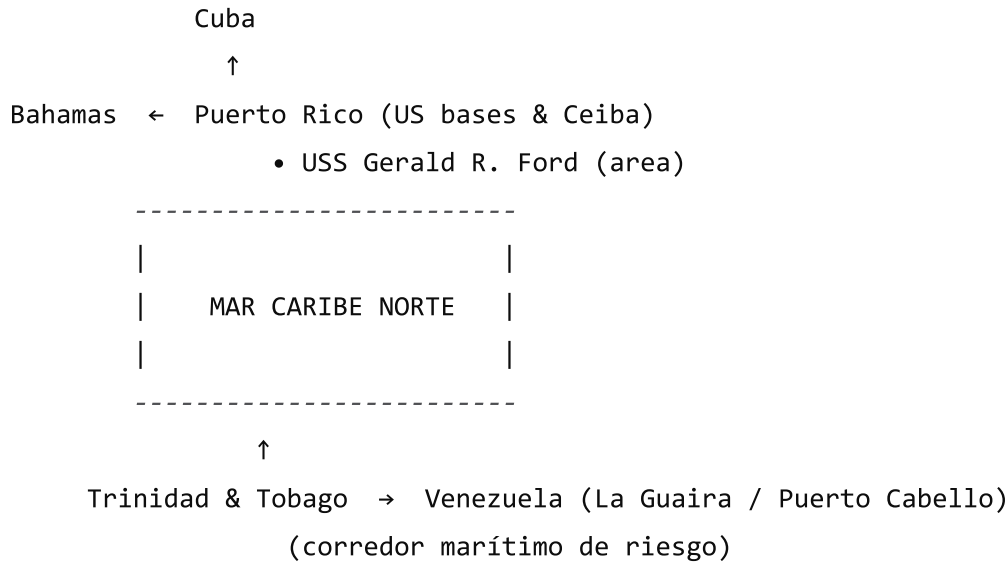 Cuba
↑
Bahamas ← Puerto Rico (US bases & Ceiba)
• USS Gerald R. Ford (area)
-------------------------
| |
| MAR CARIBE NORTE |
| |
-------------------------
↑
Trinidad & Tobago → Venezuela (La Guaira / Puerto Cabello)
(corredor marítimo de riesgo)